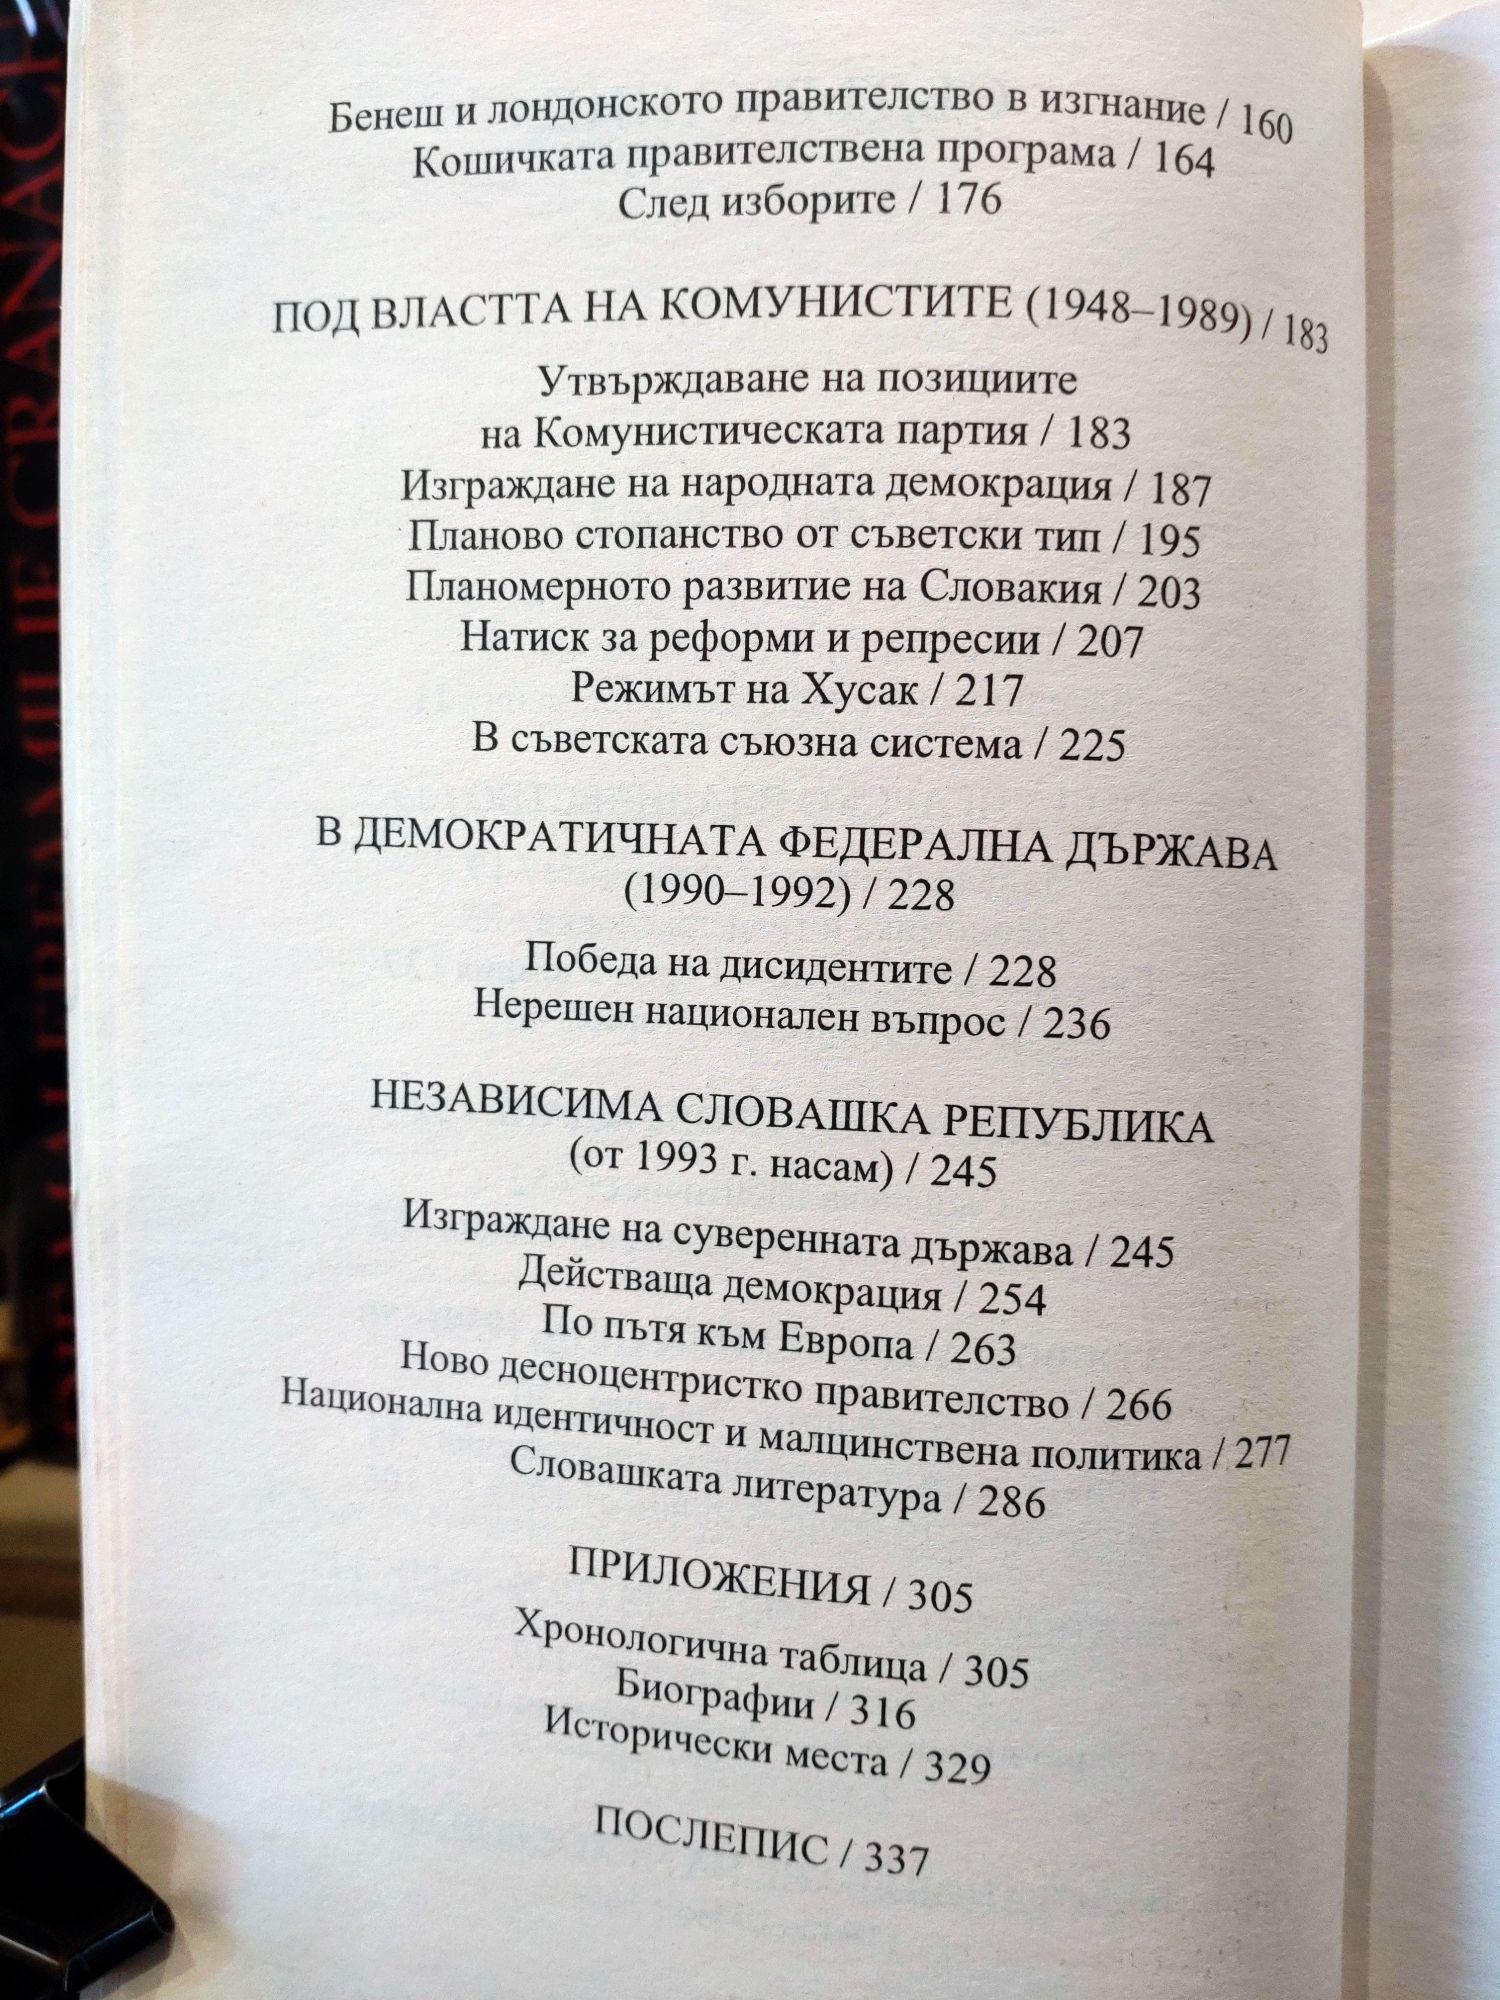 Бенеш и лондонското правителство в изгнание / 160
Кошичката правителствена програма / 164
След изборите / 176
ПОД ВЛАСТТА НА КОМУНИСТИТЕ (1948–1989) / 183
Утвърждаване на позициите
на Комунистическата партия / 183
Изграждане на народната демокрация / 187
Планово стопанство от съветски тип / 195
Планомерното развитие на Словакия / 203
Натиск за реформи и репресии / 207
Режимът на Хусак / 217
В съветската съюзна система / 225
В ДЕМОКРАТИЧНАТА ФЕДЕРАЛНА ДЪРЖАВА
(1990–1992) / 228
Победа на дисидентите / 228
Нерешен национален въпрос / 236
НЕЗАВИСИМА СЛОВАШКА РЕПУБЛИКА
(от 1993 г. насам) / 245
Изграждане на суверенната държава / 245
Действаща демокрация / 254
По пътя към Европа / 263
Ново десноцентристко правителство / 266
Национална идентичност и малцинствена политика / 277
Словашката литература / 286
ПРИЛОЖЕНИЯ / 305
Хронологична таблица / 305
Биографии / 316
Исторически места / 329
ПОСЛЕПИС / 337